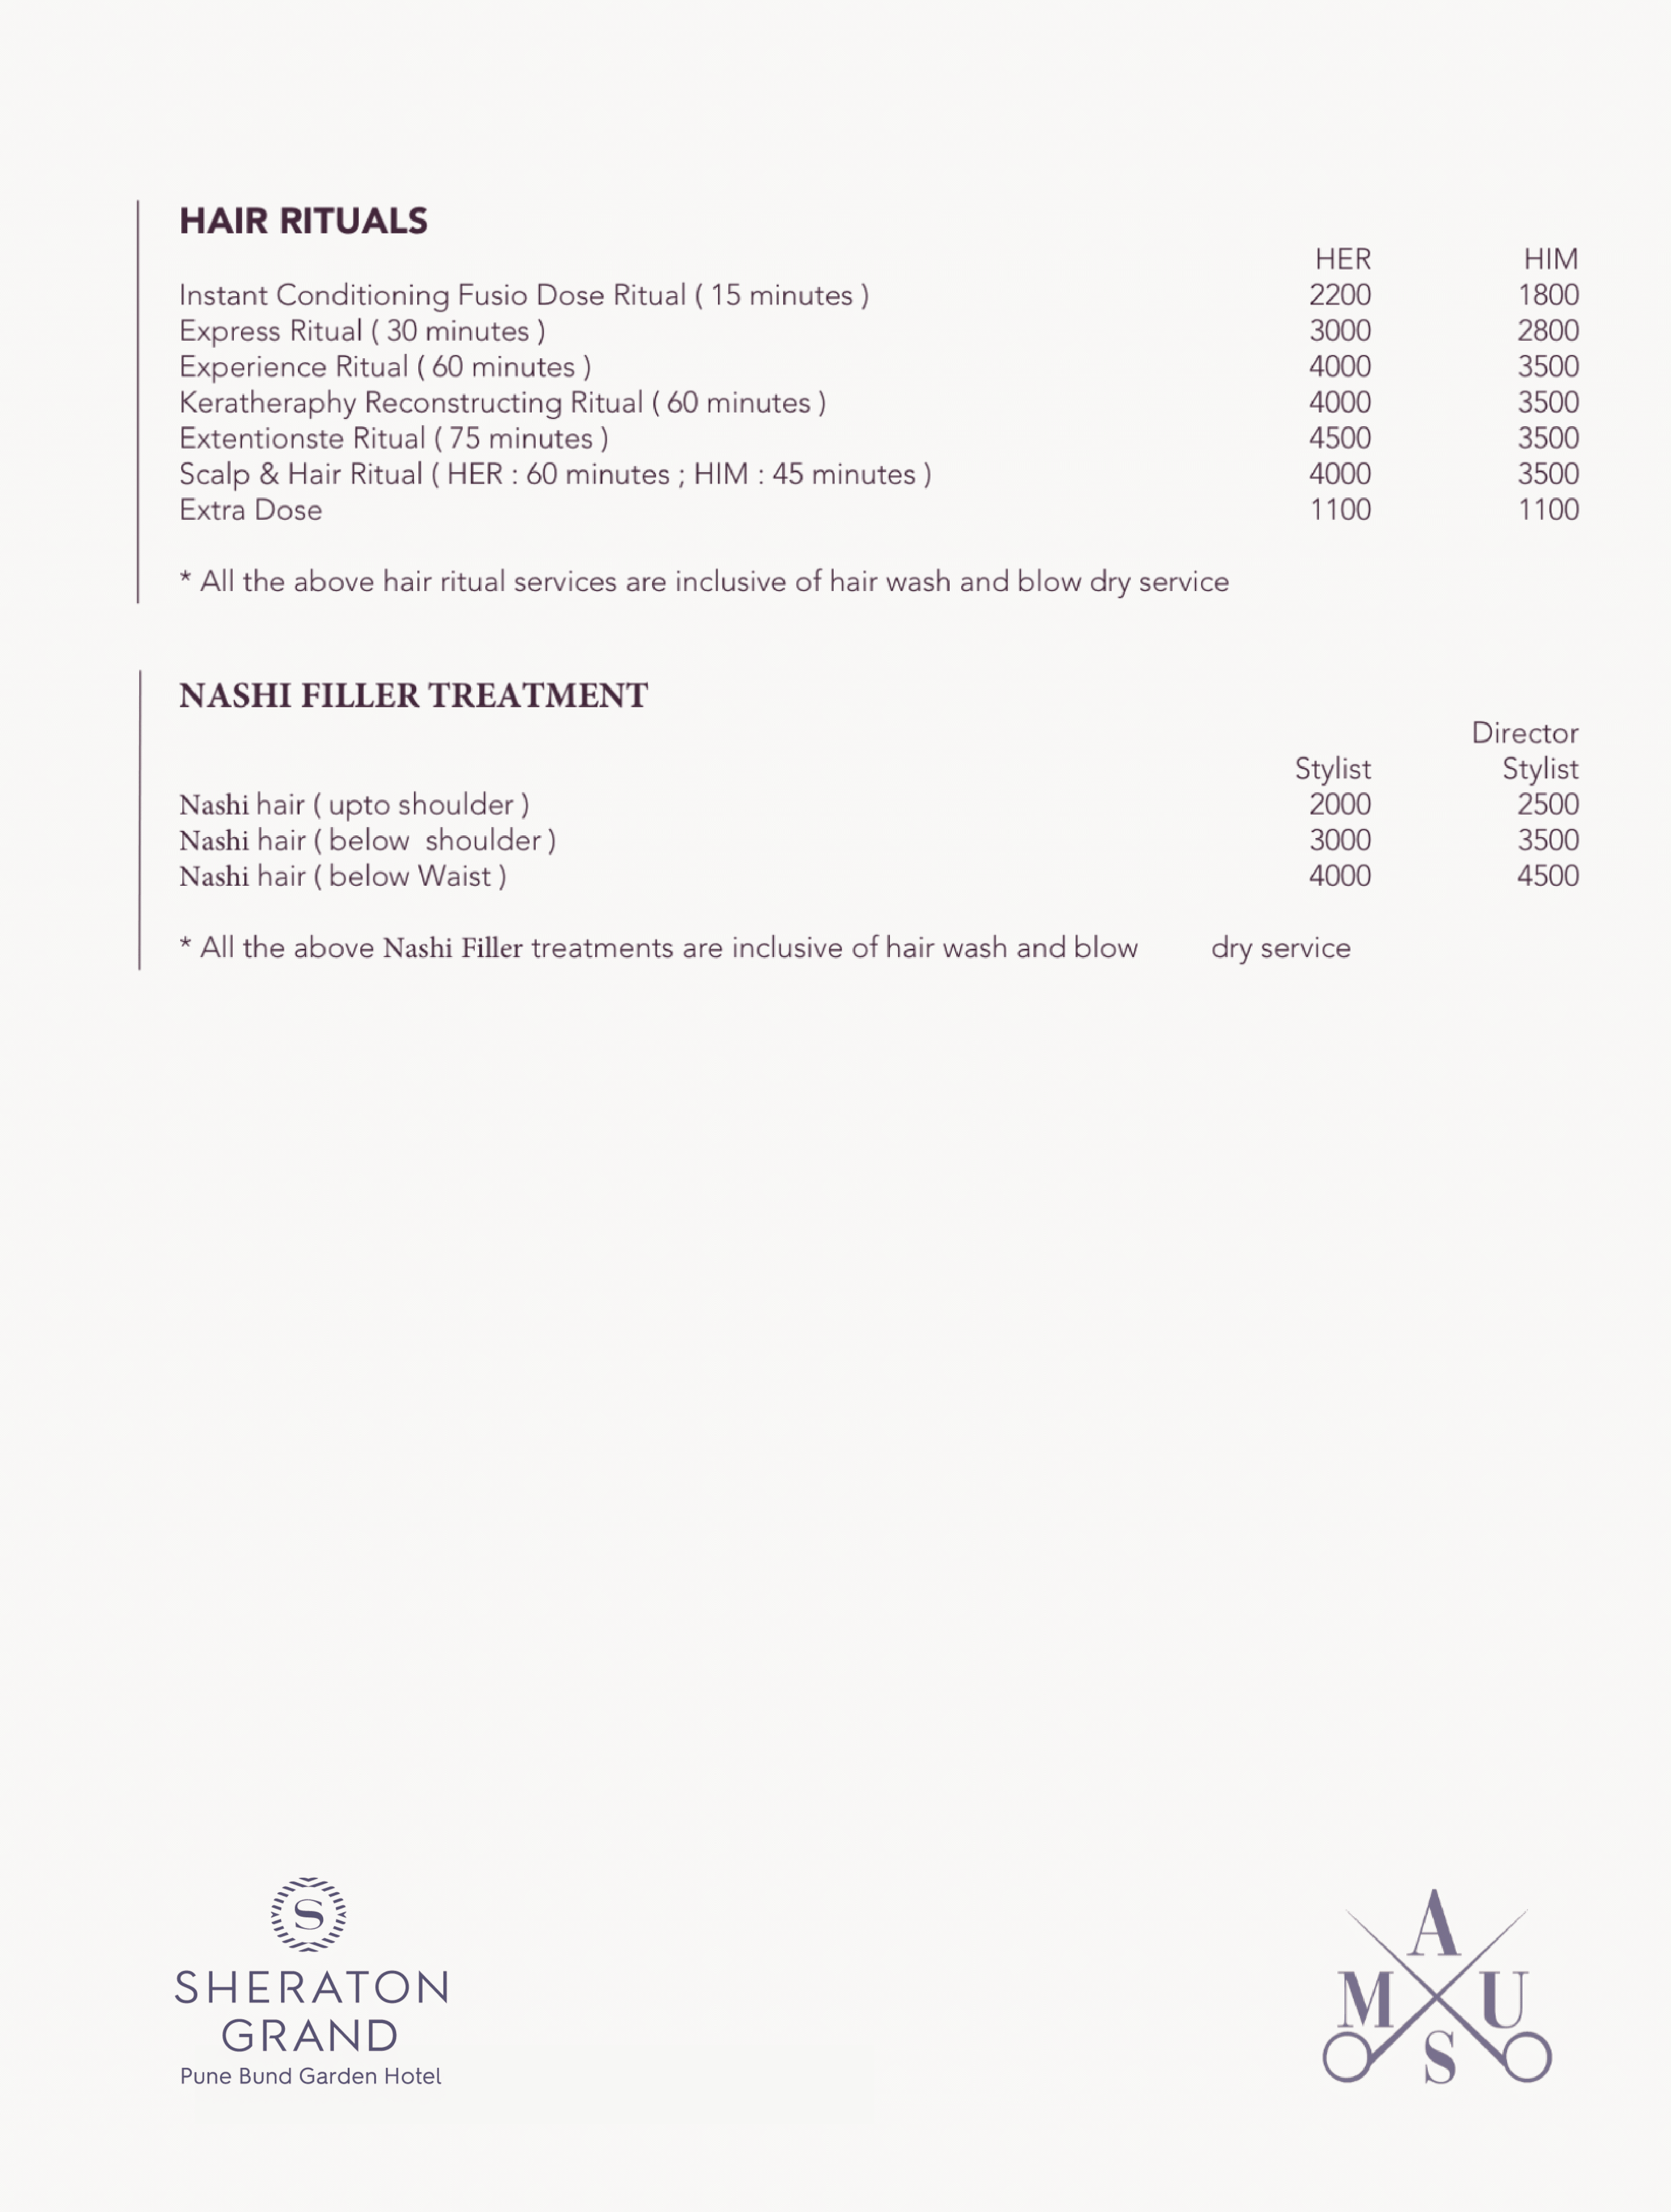 HAIR RITUALS
HER HIM
Instant Conditioning Fusio Dose Ritual ( 15 minutes ) 2200 1800
Express Ritual ( 30 minutes ) 3000 2800
Experience Ritual ( 60 minutes ) 4000 3500
Keratheraphy Reconstructing Ritual ( 60 minutes ) 4000 3500
Extentionste Ritual ( 75 minutes ) 4500 3500
Scalp & Hair Ritual ( HER : 60 minutes ; HIM : 45 minutes ) 4000 3500
Extra Dose 1100 1100
* All the above hair ritual services are inclusive of hair wash and blow dry service
NASHI FILLER TREATMENT
Director
Stylist Stylist
Nashi hair ( upto shoulder ) 2000 2500
Nashi hair ( below shoulder ) 3000 3500
Nashi hair ( below Waist ) 4000 4500
* All the above Nashi Filler treatments are inclusive of hair wash and blow dry service
S
SHERATON
GRAND
Pune Bund Garden Hotel
A
M U
S